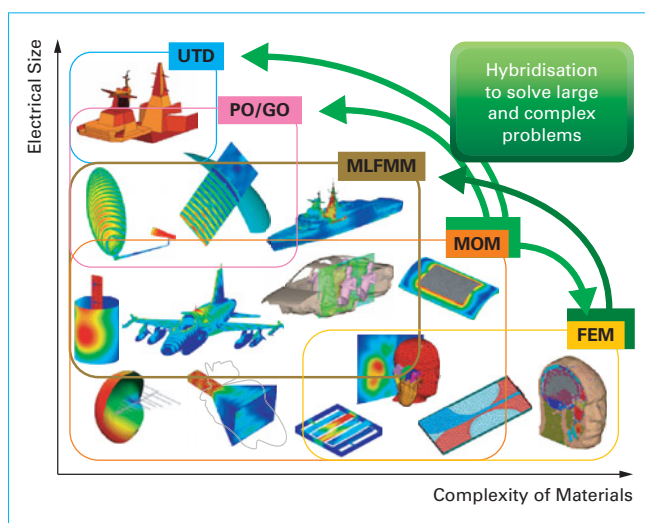 Electrical Size
UTD
Hybridisation
to solve large
and complex
problems
PO/GO
MLFMM
MOM
FEM
Complexity of Materials